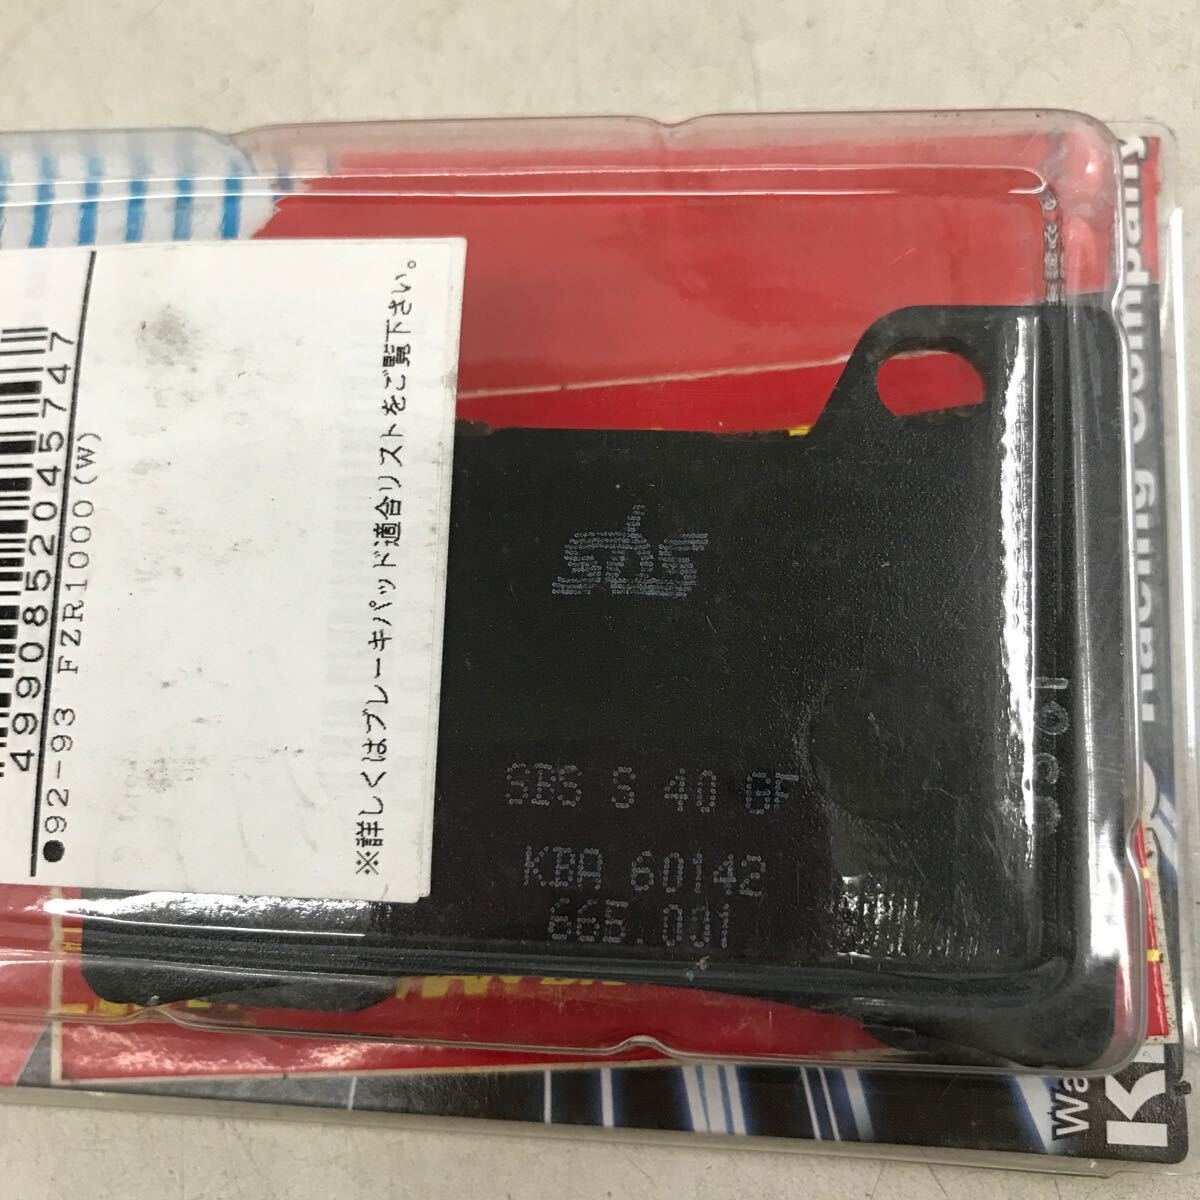 4990852045747
●92-93 FZR1000(W)
※詳しくはブレーキパッド適合リストをご覧下さい。
sbs
SBS S 40 GF
KBA 60142
66E.001
Racing Company